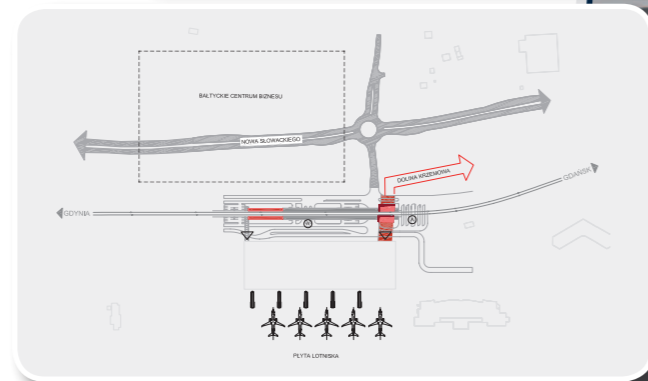 BAŁTYCKIE CENTRUM BIZNESU
NOWA SŁOWACKIEGO
DOLINA KRZEMOWA
GDAŃSK
GDYNIA
PŁYTA LOTNISKA